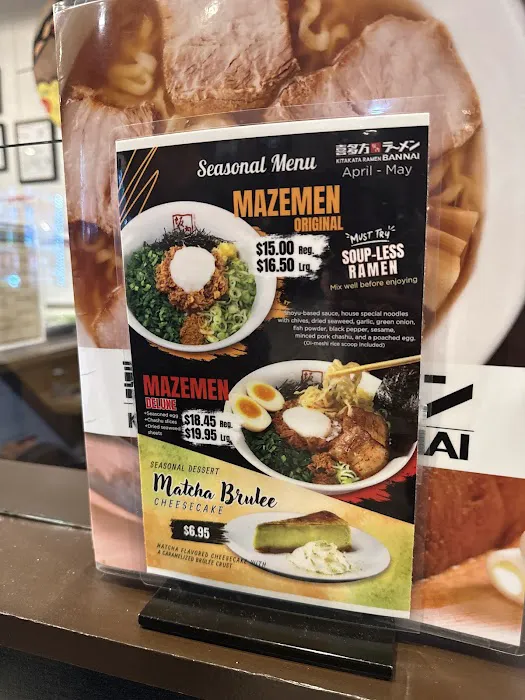 Seasonal Menu
喜多方 ラーメン
KITAKATA RAMEN BANNAI
April - May
MAZEMEN
ORIGINAL
$15.00 Reg.
$16.50 Lrg.
MUST TRY
SOUP-LESS
RAMEN
Mix well before enjoying
Shoyu-based sauce, house special noodles
with chives, dried seaweed, garlic, green onion,
fish powder, black pepper, sesame,
minced pork chashu, and a poached egg.
(Oi-meshi rice scoop included)
MAZEMEN
DELUXE
•Seasoned egg
•Chashu slices
•Dried seaweed
sheets
$18.45 Reg.
$19.95 Lrg.
SEASONAL DESSERT
Matcha Brulee
CHEESECAKE
$6.95
MATCHA FLAVORED CHEESECAKE WITH
A CARAMELIZED BRULEE CRUST
NAI